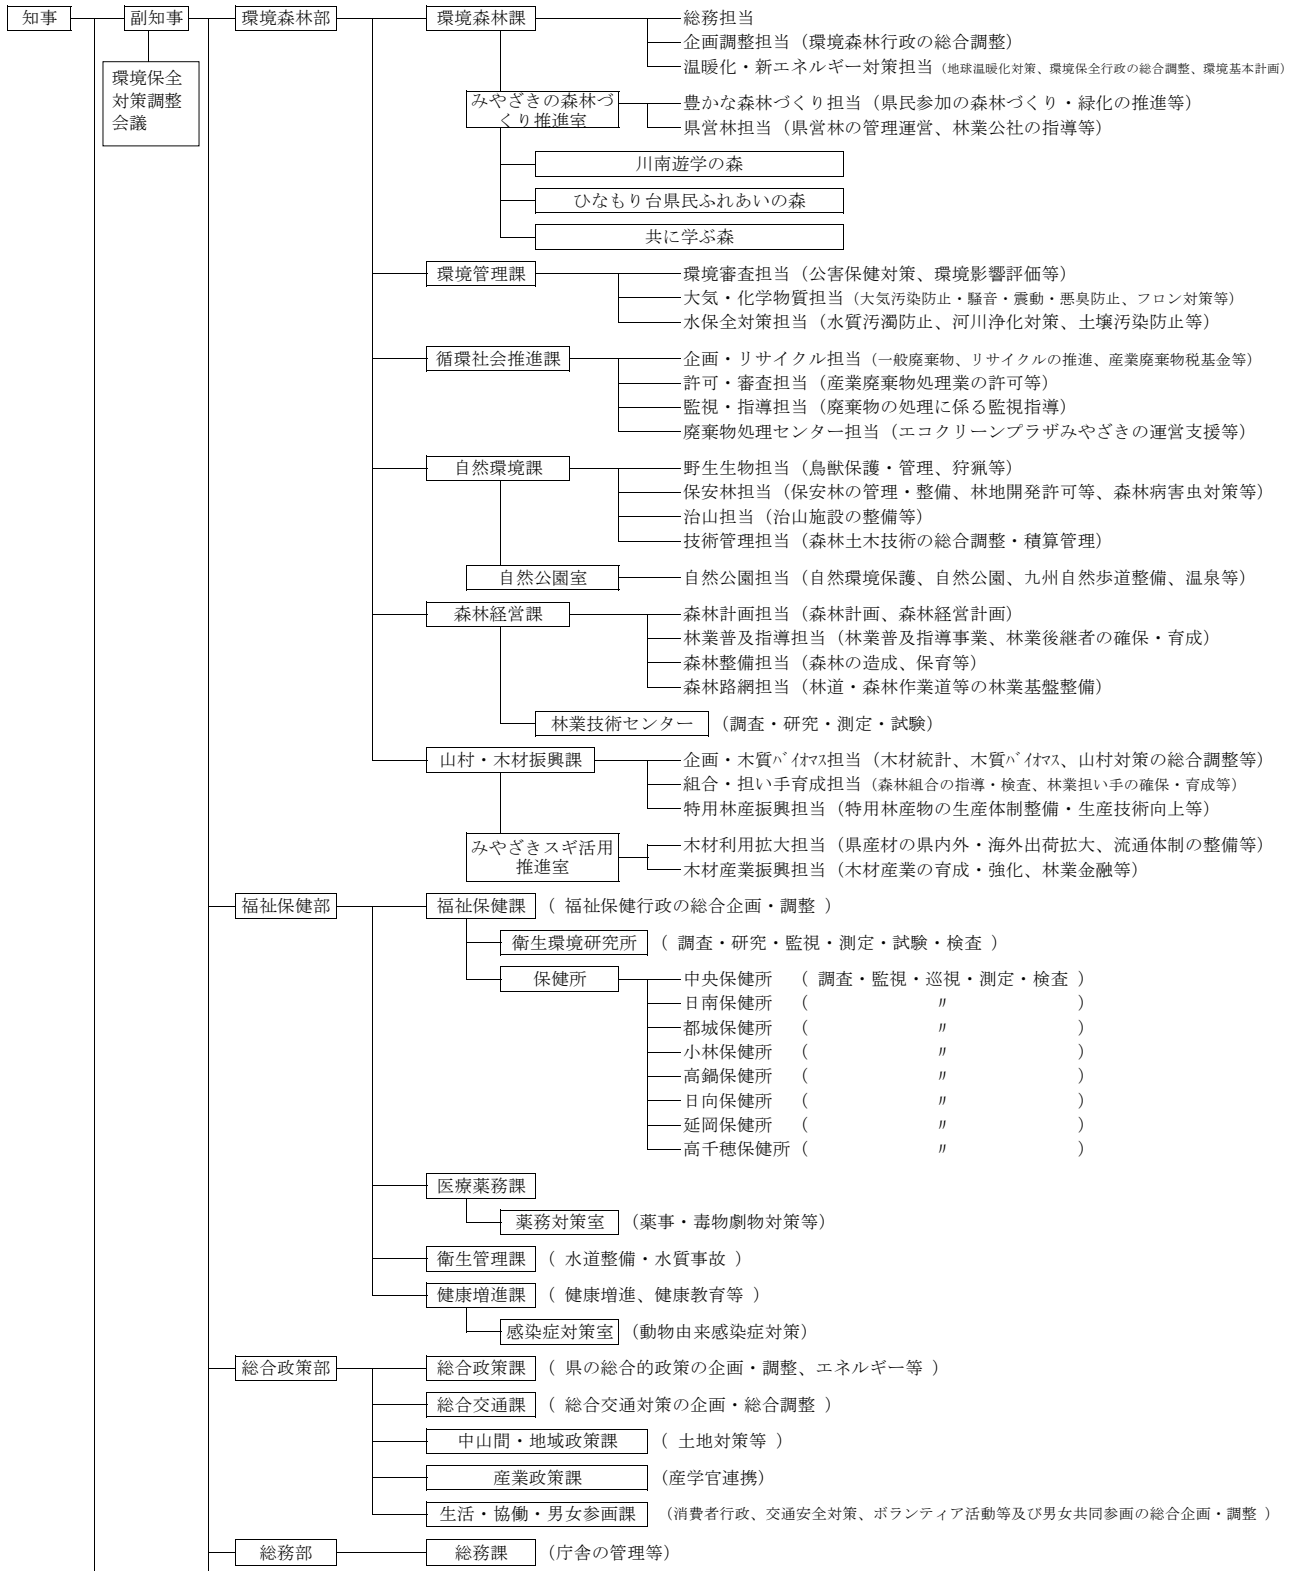 知事 副知事 環境森林部 環境森林課 総務担当
企画調整担当（環境森林行政の総合調整）
温暖化・新エネルギー対策担当（地球温暖化対策、環境保全行政の総合調整、環境基本計画）
環境保全
対策調整
会議
みやざきの森林づ
くり推進室
豊かな森林づくり担当（県民参加の森林づくり・緑化の推進等）
県営林担当（県営林の管理運営、林業公社の指導等）
川南遊学の森
ひなもり台県民ふれあいの森
共に学ぶ森
環境管理課 環境審査担当（公害保健対策、環境影響評価等）
大気・化学物質担当（大気汚染防止・騒音・震動・悪臭防止、フロン対策等）
水保全対策担当（水質汚濁防止、河川浄化対策、土壌汚染防止等）
循環社会推進課 企画・リサイクル担当（一般廃棄物、リサイクルの推進、産業廃棄物税基金等）
許可・審査担当（産業廃棄物処理業の許可等）
監視・指導担当（廃棄物の処理に係る監視指導）
廃棄物処理センター担当（エコクリーンプラザみやざきの運営支援等）
自然環境課 野生生物担当（鳥獣保護・管理、狩猟等）
保安林担当（保安林の管理・整備、林地開発許可等、森林病害虫対策等）
治山担当（治山施設の整備等）
技術管理担当（森林土木技術の総合調整・積算管理）
自然公園室 自然公園担当（自然環境保護、自然公園、九州自然歩道整備、温泉等）
森林経営課 森林計画担当（森林計画、森林経営計画）
林業普及指導担当（林業普及指導事業、林業後継者の確保・育成）
森林整備担当（森林の造成、保育等）
森林路網担当（林道・森林作業道等の林業基盤整備）
林業技術センター （調査・研究・測定・試験）
山村・木材振興課 企画・木質ﾊﾞｲｵﾏｽ担当（木材統計、木質ﾊﾞｲｵﾏｽ、山村対策の総合調整等）
組合・担い手育成担当（森林組合の指導・検査、林業担い手の確保・育成等）
特用林産振興担当（特用林産物の生産体制整備・生産技術向上等）
みやざきスギ活用
推進室
木材利用拡大担当（県産材の県内外・海外出荷拡大、流通体制の整備等）
木材産業振興担当（木材産業の育成・強化、林業金融等）
福祉保健部 福祉保健課 （ 福祉保健行政の総合企画・調整 ）
衛生環境研究所 （ 調査・研究・監視・測定・試験・検査 ）
保健所 中央保健所 （ 調査・監視・巡視・測定・検査 ）
日南保健所 （ 〃 ）
都城保健所 （ 〃 ）
小林保健所 （ 〃 ）
高鍋保健所 （ 〃 ）
日向保健所 （ 〃 ）
延岡保健所 （ 〃 ）
高千穂保健所（ 〃 ）
医療薬務課
薬務対策室 （薬事・毒物劇物対策等）
衛生管理課 （ 水道整備・水質事故 ）
健康増進課 （ 健康増進、健康教育等 ）
感染症対策室 （動物由来感染症対策）
総合政策部 総合政策課 （ 県の総合的政策の企画・調整、エネルギー等 ）
総合交通課 （ 総合交通対策の企画・総合調整 ）
中山間・地域政策課 （ 土地対策等 ）
産業政策課 （産学官連携）
生活・協働・男女参画課 （消費者行政、交通安全対策、ボランティア活動等及び男女共同参画の総合企画・調整 ）
総務部 総務課 （庁舎の管理等）